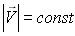 |V⃗| = const